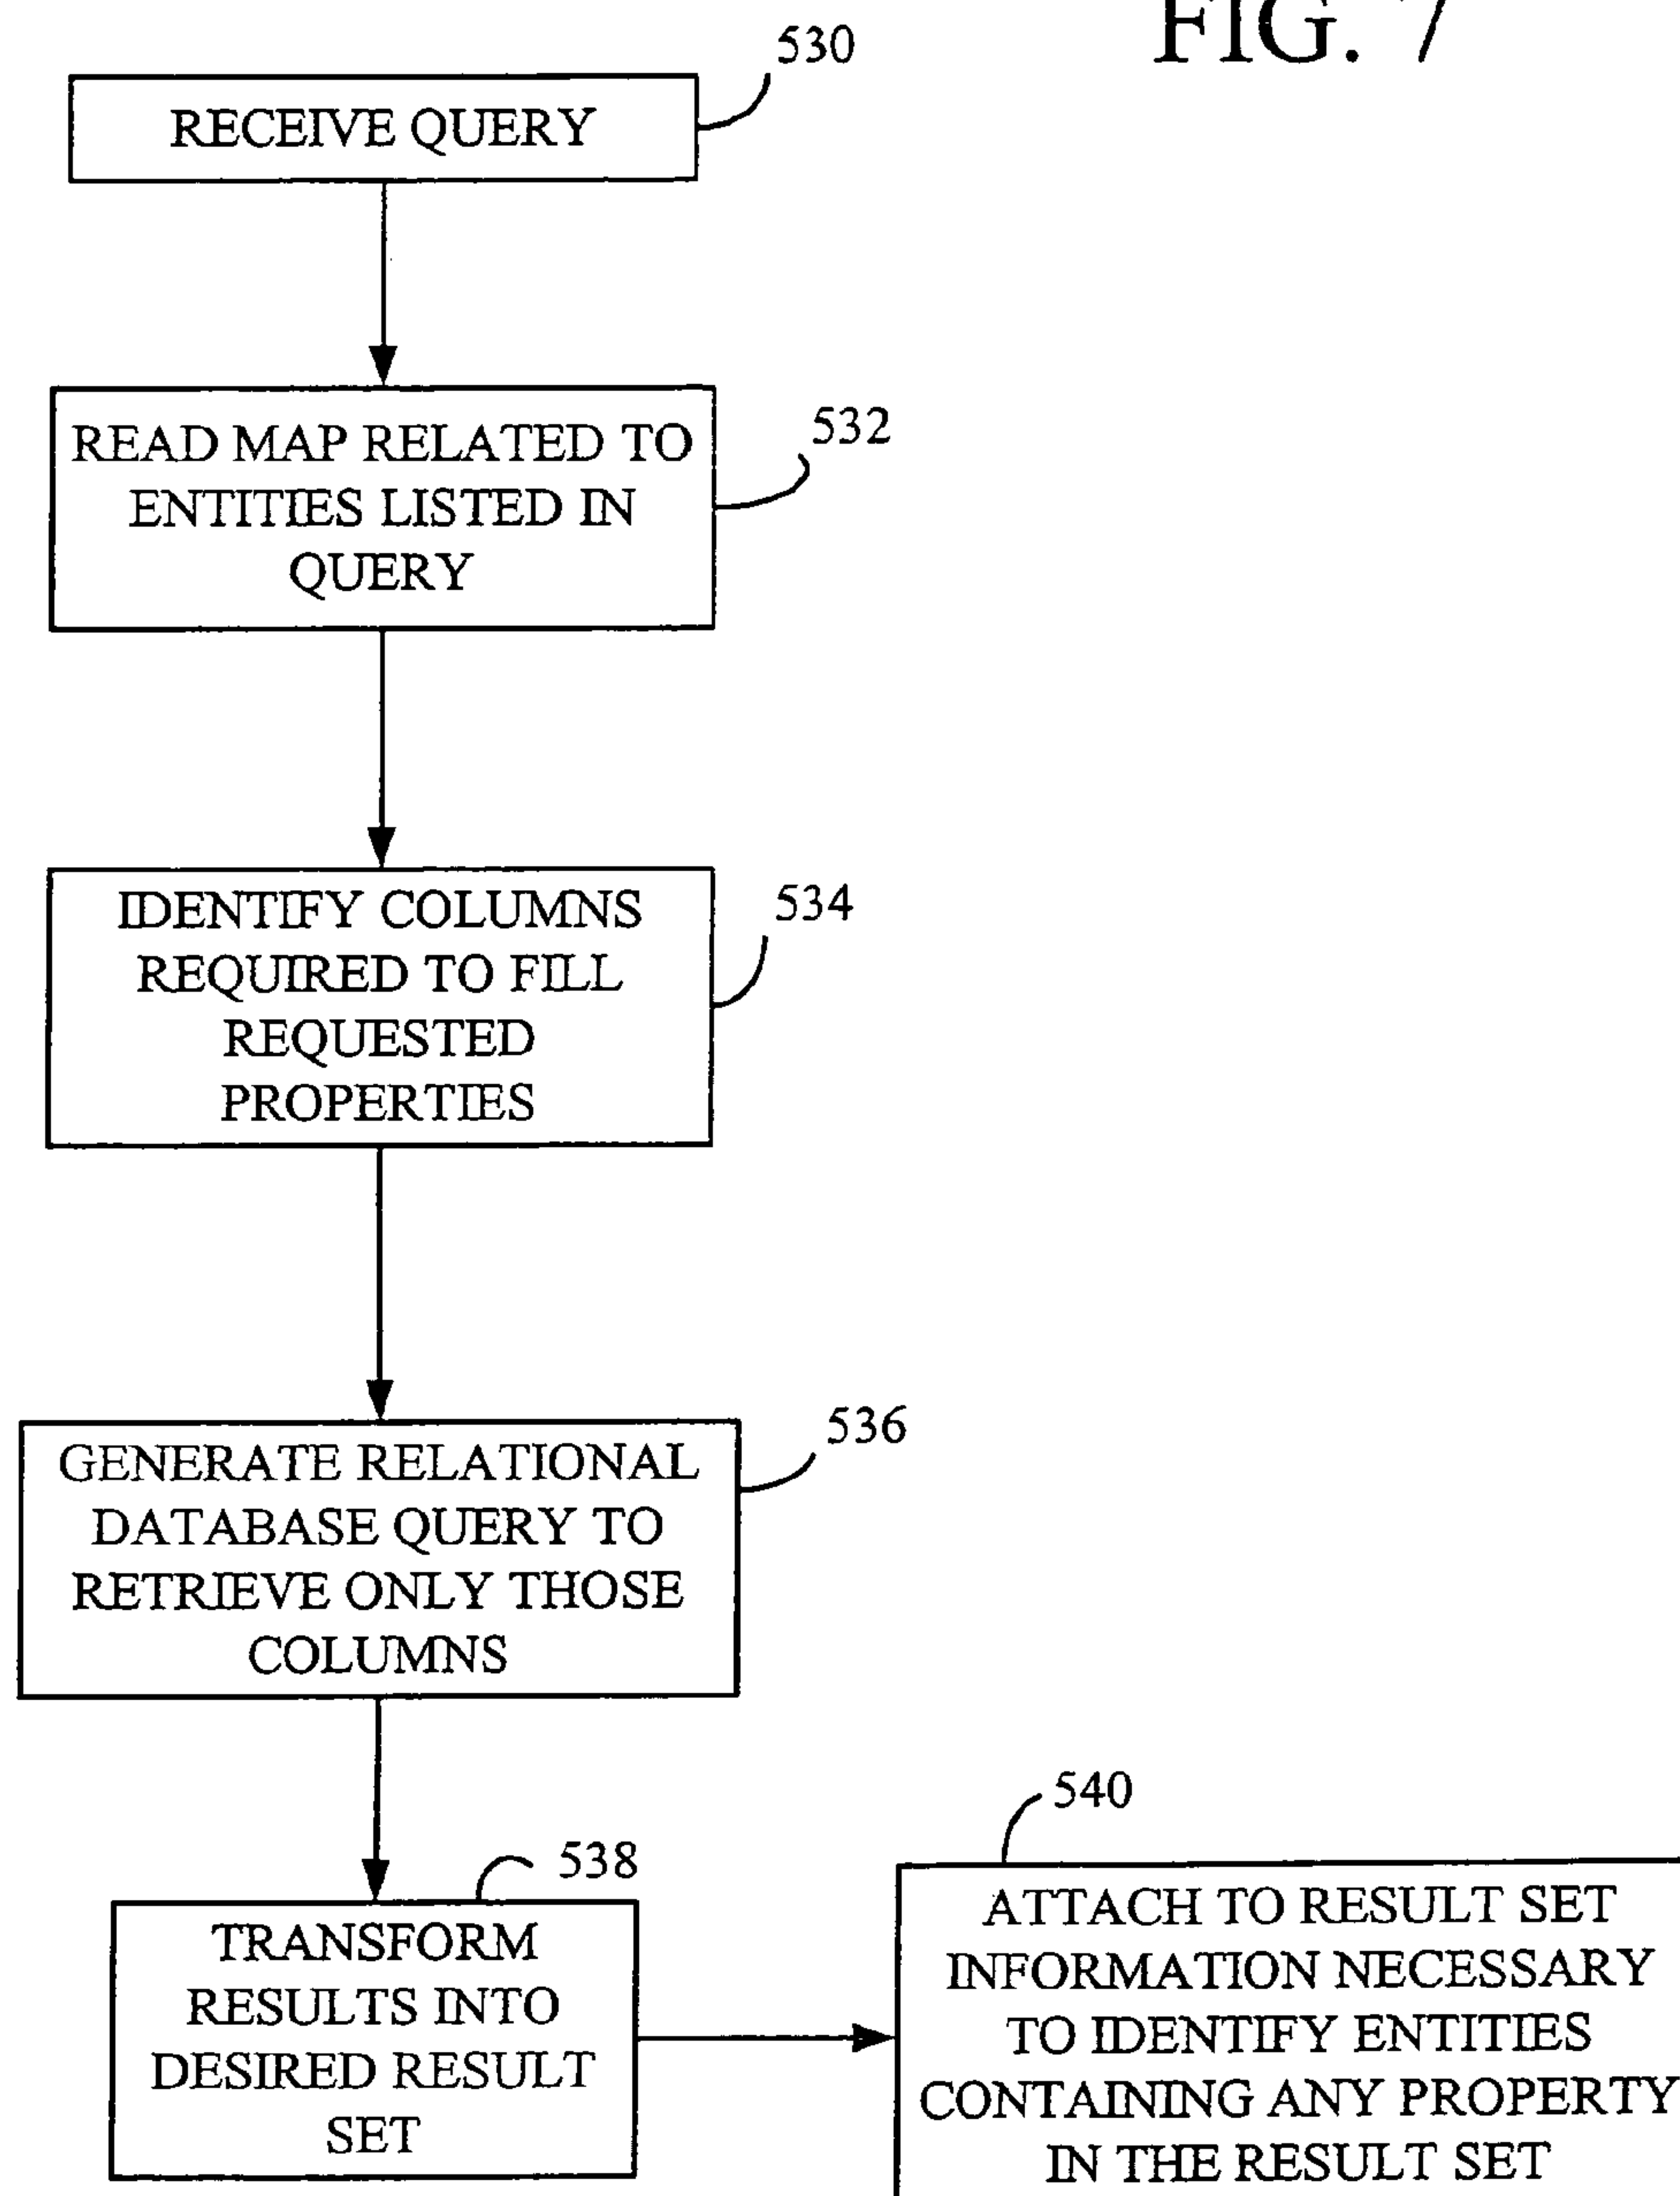 FIG. 7
530
RECEIVE QUERY
532
READ MAP RELATED TO
ENTITIES LISTED IN
QUERY
534
IDENTIFY COLUMNS
REQUIRED TO FILL
REQUESTED
PROPERTIES
536
GENERATE RELATIONAL
DATABASE QUERY TO
RETRIEVE ONLY THOSE
COLUMNS
538
TRANSFORM
RESULTS INTO
DESIRED RESULT
SET
540
ATTACH TO RESULT SET
INFORMATION NECESSARY
TO IDENTIFY ENTITIES
CONTAINING ANY PROPERTY
IN THE RESULT SET